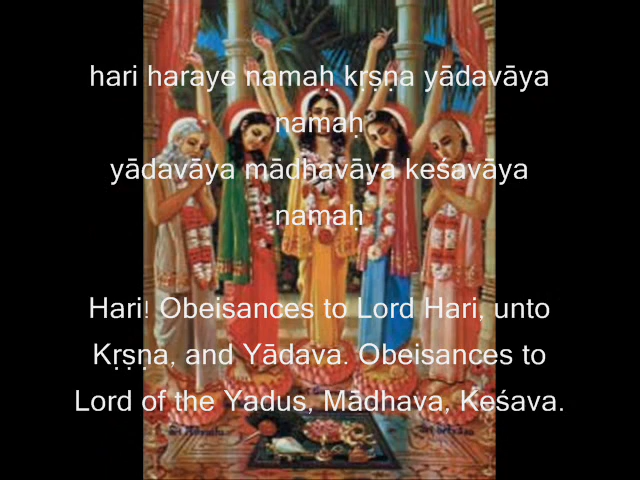 hari haraye namaḥ kṛṣṇa yādavāya
namaḥ
yādavāya mādhavāya keśavāya
namaḥ
Hari! Obeisances to Lord Hari, unto
Kṛṣṇa, and Yādava. Obeisances to
Lord of the Yadus, Mādhava, Keśava.